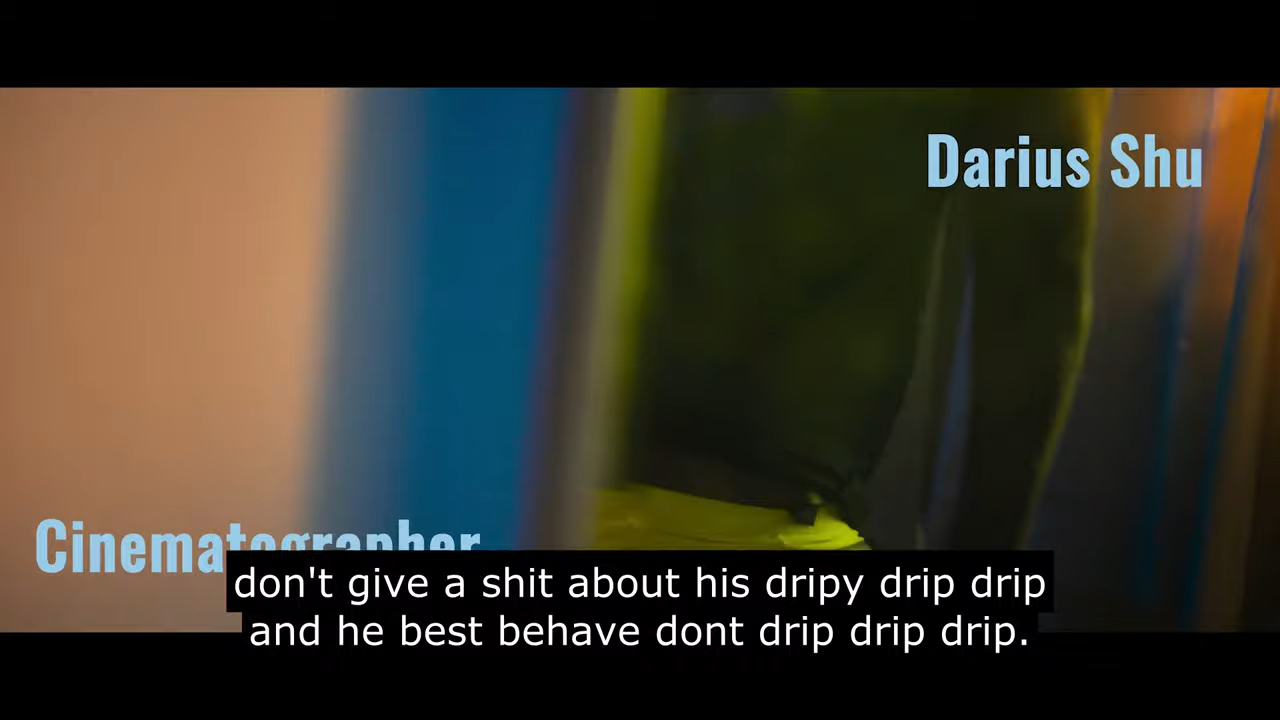 Darius Shu
Cinematographer
don't give a shit about his dripy drip drip
and he best behave dont drip drip drip.